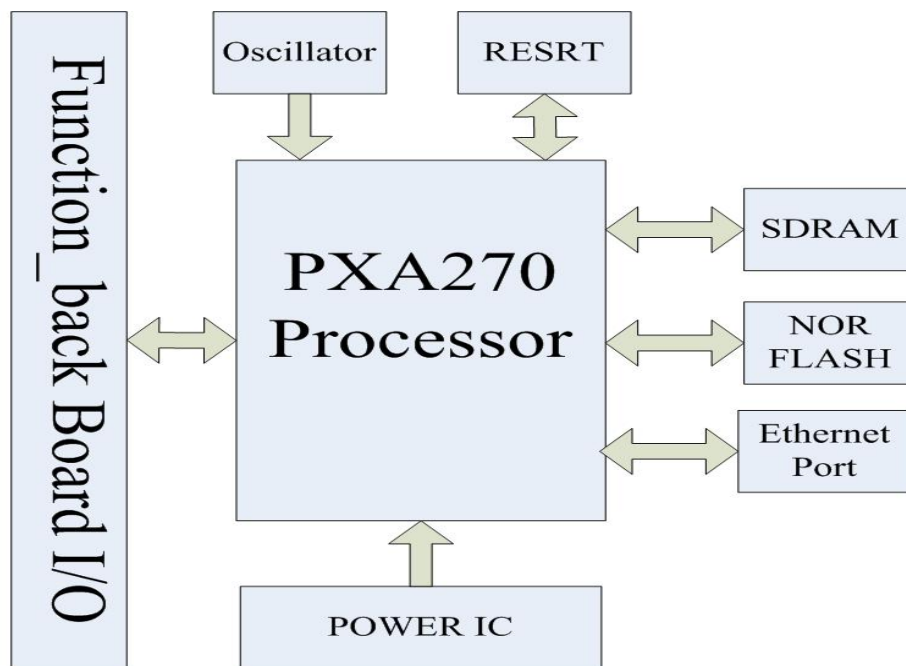 Function_back Board I/O
Oscillator
RESRT
PXA270
Processor
SDRAM
NOR
FLASH
Ethernet
Port
POWER IC